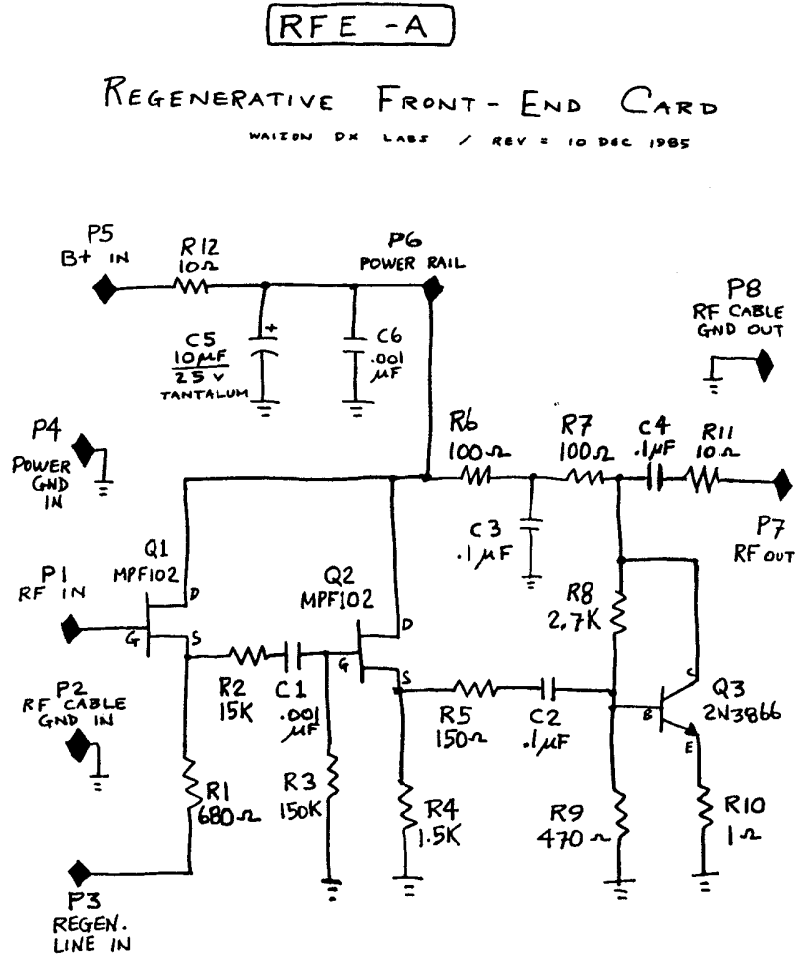 RFE -A
REGENERATIVE FRONT-END CARD
WAIZON DX LABS / REV = 10 DEC 1985
P5
B+ IN
R12
10Ω
P6
POWER RAIL
C5
10µF
25 V
TANTALUM
+
C6
.001
µF
P8
RF CABLE
GND OUT
P4
POWER
GND
IN
R6
100Ω
R7
100Ω
C4
.1µF
R11
10Ω
C3
.1µF
P7
RF OUT
Q1
MPF102
P1
RF IN
D
G
S
Q2
MPF102
D
G
S
R8
2.7K
P2
RF CABLE
GND IN
R2
15K
C1
.001
µF
R5
150Ω
C2
.1µF
C
B
E
Q3
2N3866
R1
680Ω
R3
150K
R4
1.5K
R9
470Ω
R10
1Ω
P3
REGEN.
LINE IN